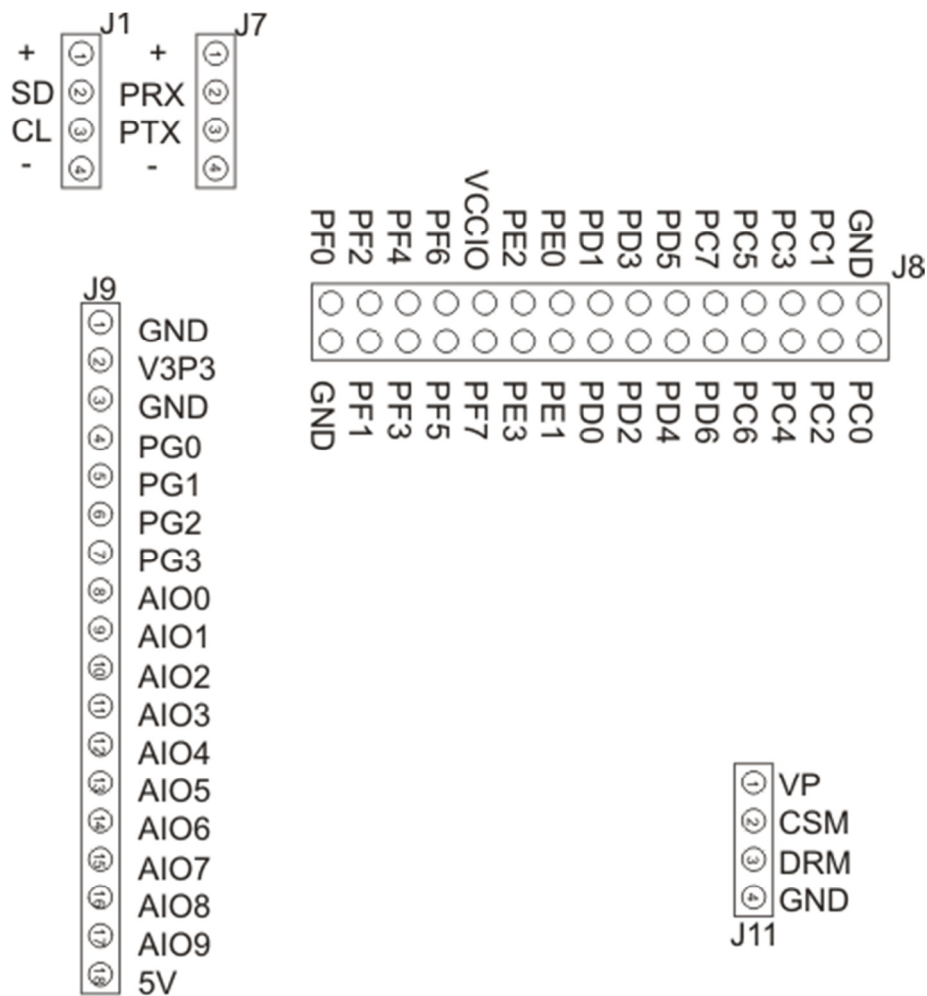 J1 J7
+ 1 + 1
SD 2 PRX 2
CL 3 PTX 3
- 4 - 4
PF0 PF2 PF4 PF6 VCCIO PE2 PE0 PD1 PD3 PD5 PC7 PC5 PC3 PC1 GND
J8
GND PF1 PF3 PF5 PF7 PE3 PE1 PD0 PD2 PD4 PD6 PC6 PC4 PC2 PC0
J9
1 GND
2 V3P3
3 GND
4 PG0
5 PG1
6 PG2
7 PG3
8 AIO0
9 AIO1
10 AIO2
11 AIO3
12 AIO4
13 AIO5
14 AIO6
15 AIO7
16 AIO8
17 AIO9
18 5V
1 VP
2 CSM
3 DRM
4 GND
J11